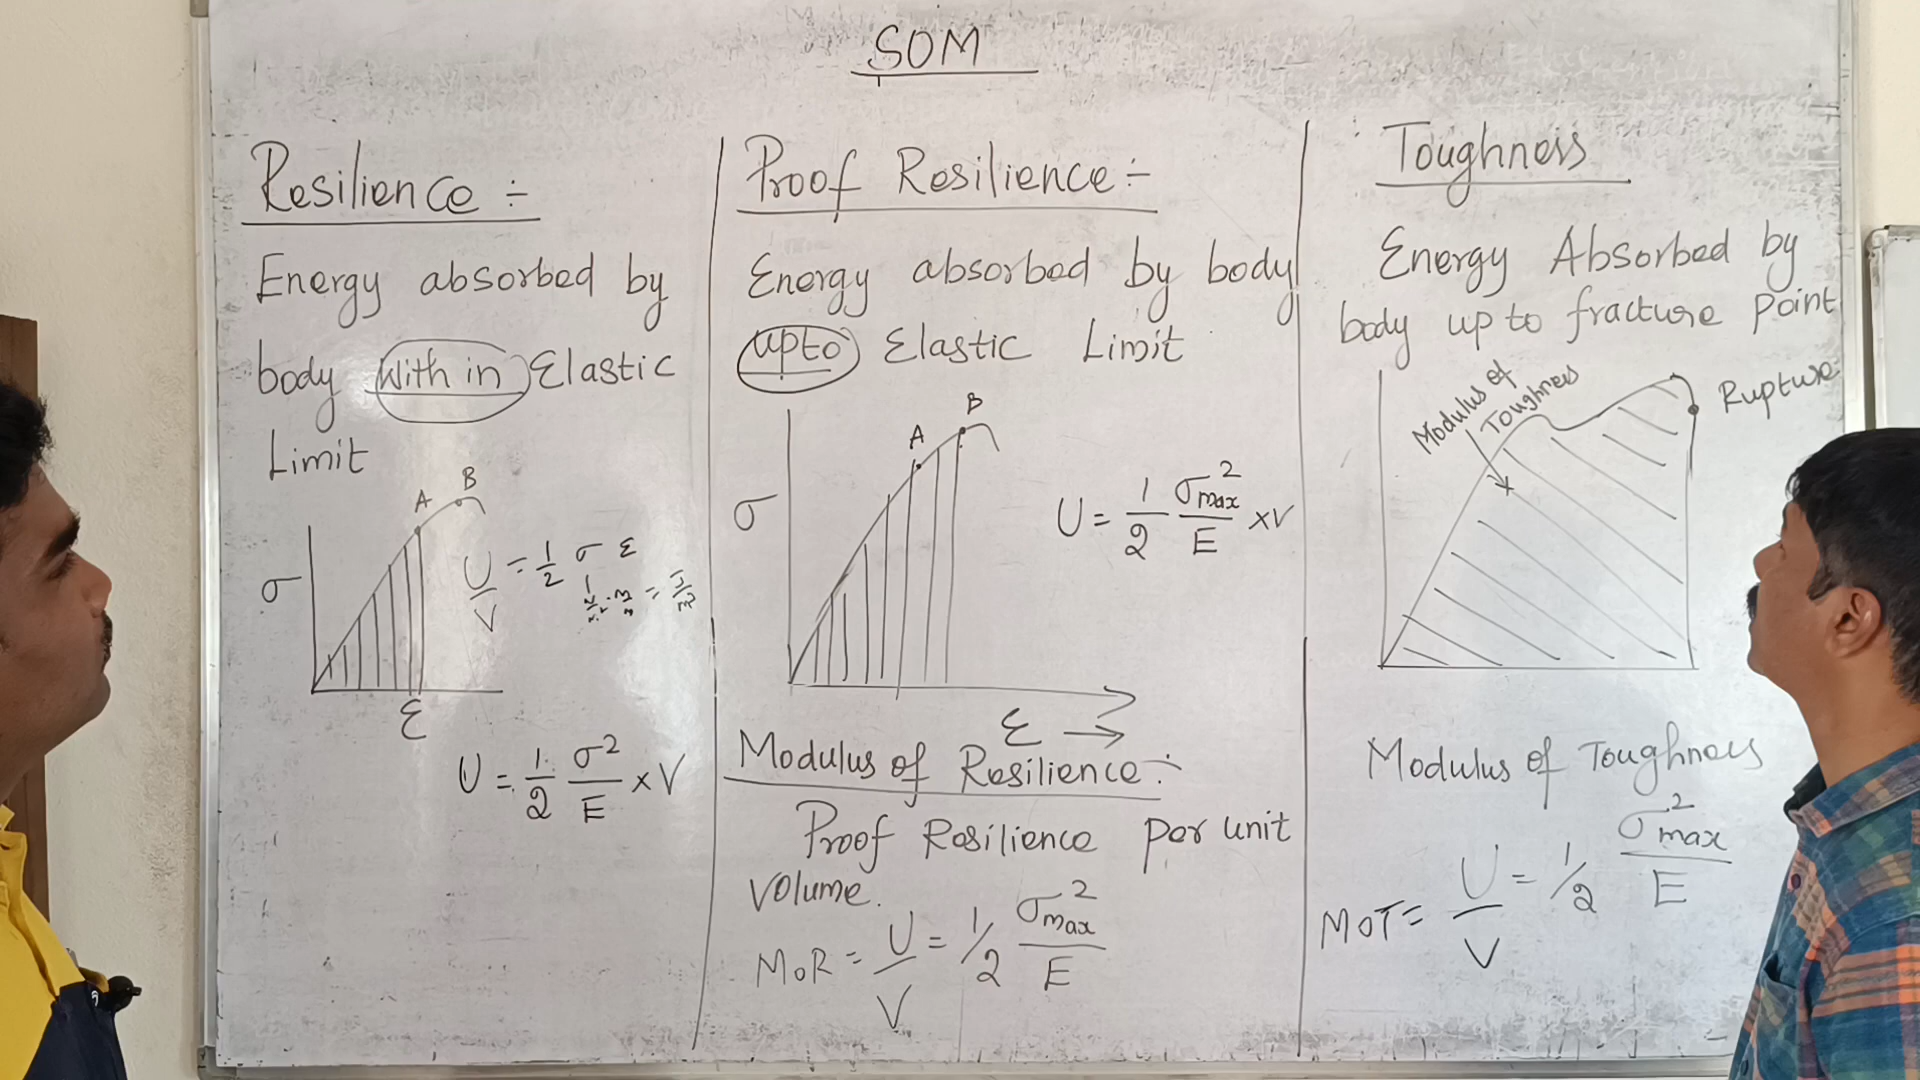 SOM
Resilience :-
Energy absorbed by
body with in Elastic
Limit
A
B
σ
U/V = 1/2 σ ε
ε
U = 1/2 σ²/E × V
Proof Resilience :-
Energy absorbed by body
upto Elastic Limit
A
B
σ
U = 1/2 σmax²/E × V
ε →
Modulus of Resilience :-
Proof Resilience per unit
volume.
MOR = U/V = 1/2 σmax²/E
Toughness
Energy Absorbed by
body up to fracture point
Modulus of
Toughness
Rupture
Modulus of Toughness
MOT = U/V = 1/2 σ²max/E